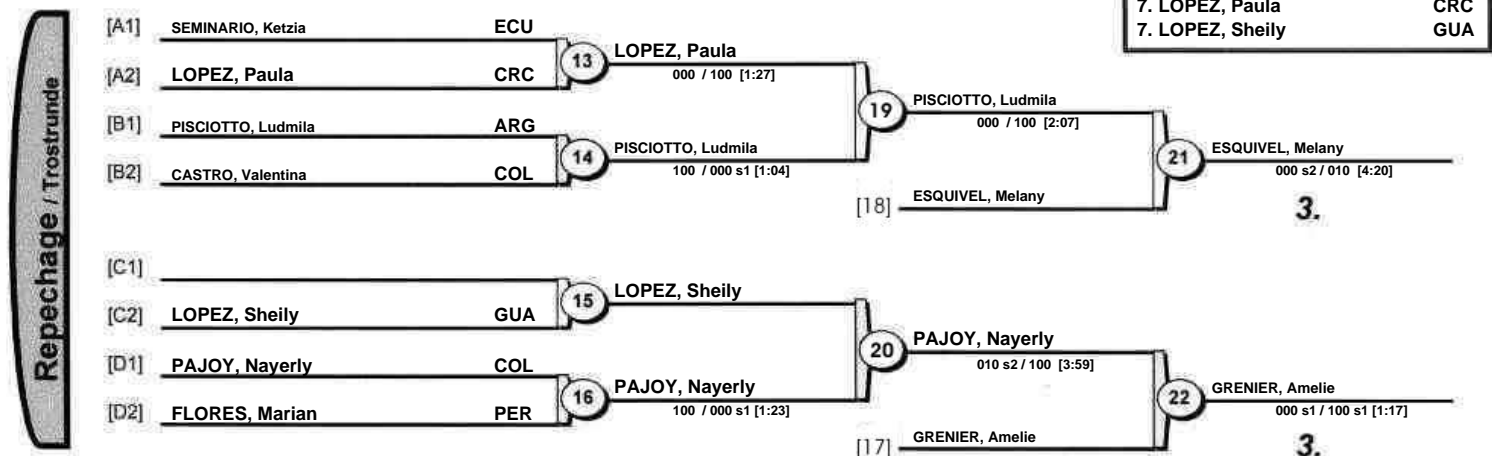 7. LOPEZ, Paula CRC
7. LOPEZ, Sheily GUA
Repechage / Trostrunde
[A1] SEMINARIO, Ketzia ECU
[A2] LOPEZ, Paula CRC
13
LOPEZ, Paula
000 / 100 [1:27]
[B1] PISCIOTTO, Ludmila ARG
[B2] CASTRO, Valentina COL
14
PISCIOTTO, Ludmila
100 / 000 s1 [1:04]
19
PISCIOTTO, Ludmila
000 / 100 [2:07]
[18] ESQUIVEL, Melany
21
ESQUIVEL, Melany
000 s2 / 010 [4:20]
3.
[C1]
[C2] LOPEZ, Sheily GUA
15
LOPEZ, Sheily
[D1] PAJOY, Nayerly COL
[D2] FLORES, Marian PER
16
PAJOY, Nayerly
100 / 000 s1 [1:23]
20
PAJOY, Nayerly
010 s2 / 100 [3:59]
[17] GRENIER, Amelie
22
GRENIER, Amelie
000 s1 / 100 s1 [1:17]
3.